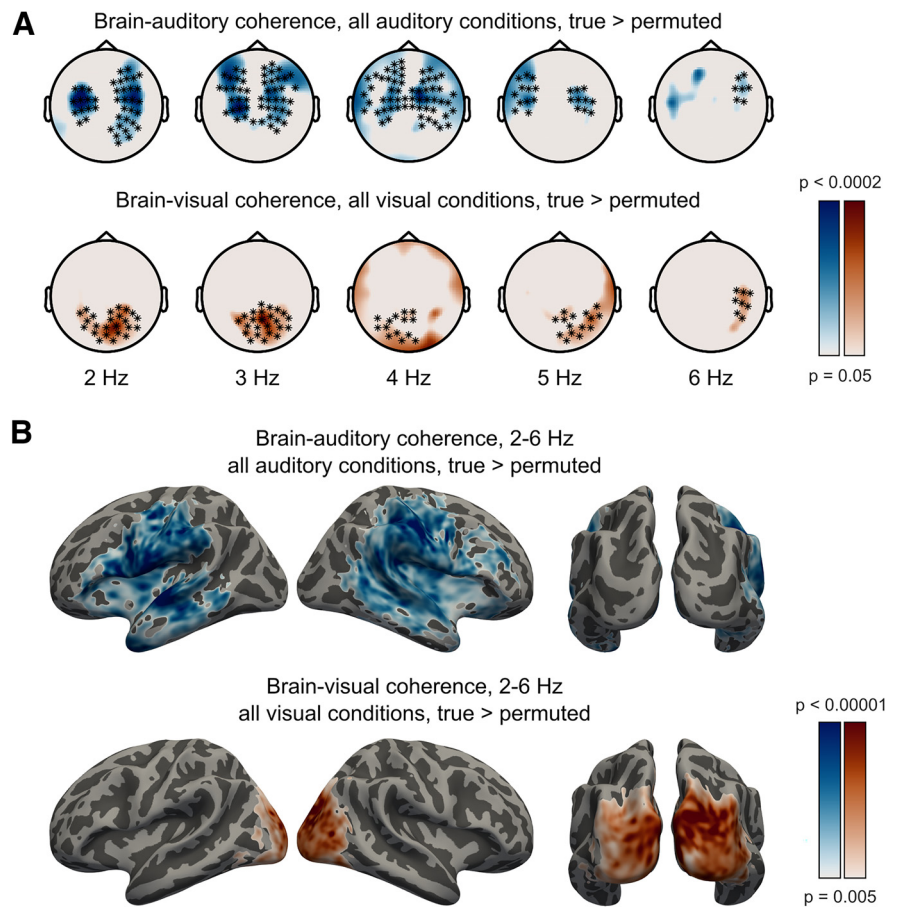 A
Brain-auditory coherence, all auditory conditions, true > permuted
Brain-visual coherence, all visual conditions, true > permuted
p < 0.0002
p = 0.05
2 Hz 3 Hz 4 Hz 5 Hz 6 Hz
B
Brain-auditory coherence, 2-6 Hz
all auditory conditions, true > permuted
Brain-visual coherence, 2-6 Hz
all visual conditions, true > permuted
p < 0.00001
p = 0.005